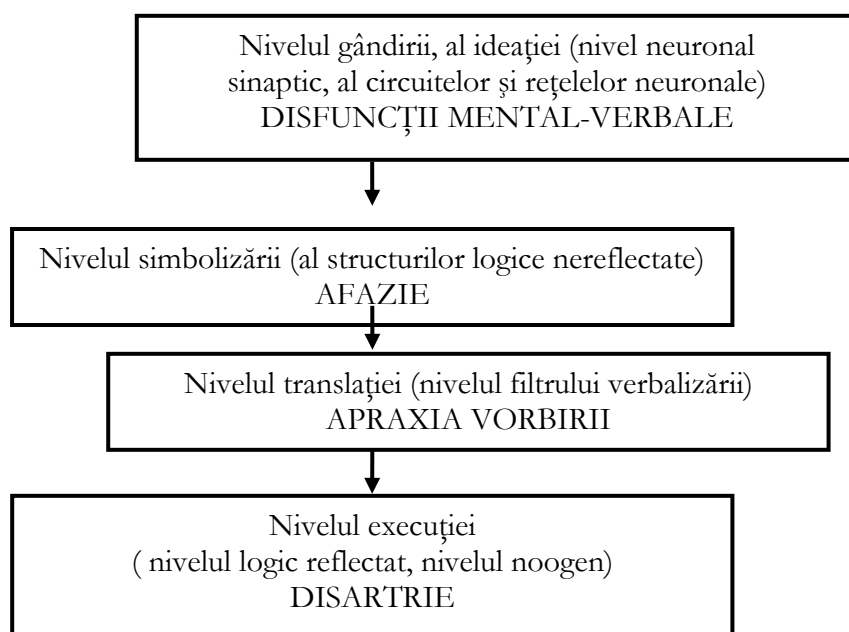 Nivelul gândirii, al ideației (nivel neuronal
sinaptic, al circuitelor şi rețelelor neuronale)
DISFUNCȚII MENTAL-VERBALE
Nivelul simbolizării (al structurilor logice nereflectate)
AFAZIE
Nivelul translației (nivelul filtrului verbalizării)
APRAXIA VORBIRII
Nivelul execuției
( nivelul logic reflectat, nivelul noogen)
DISARTRIE